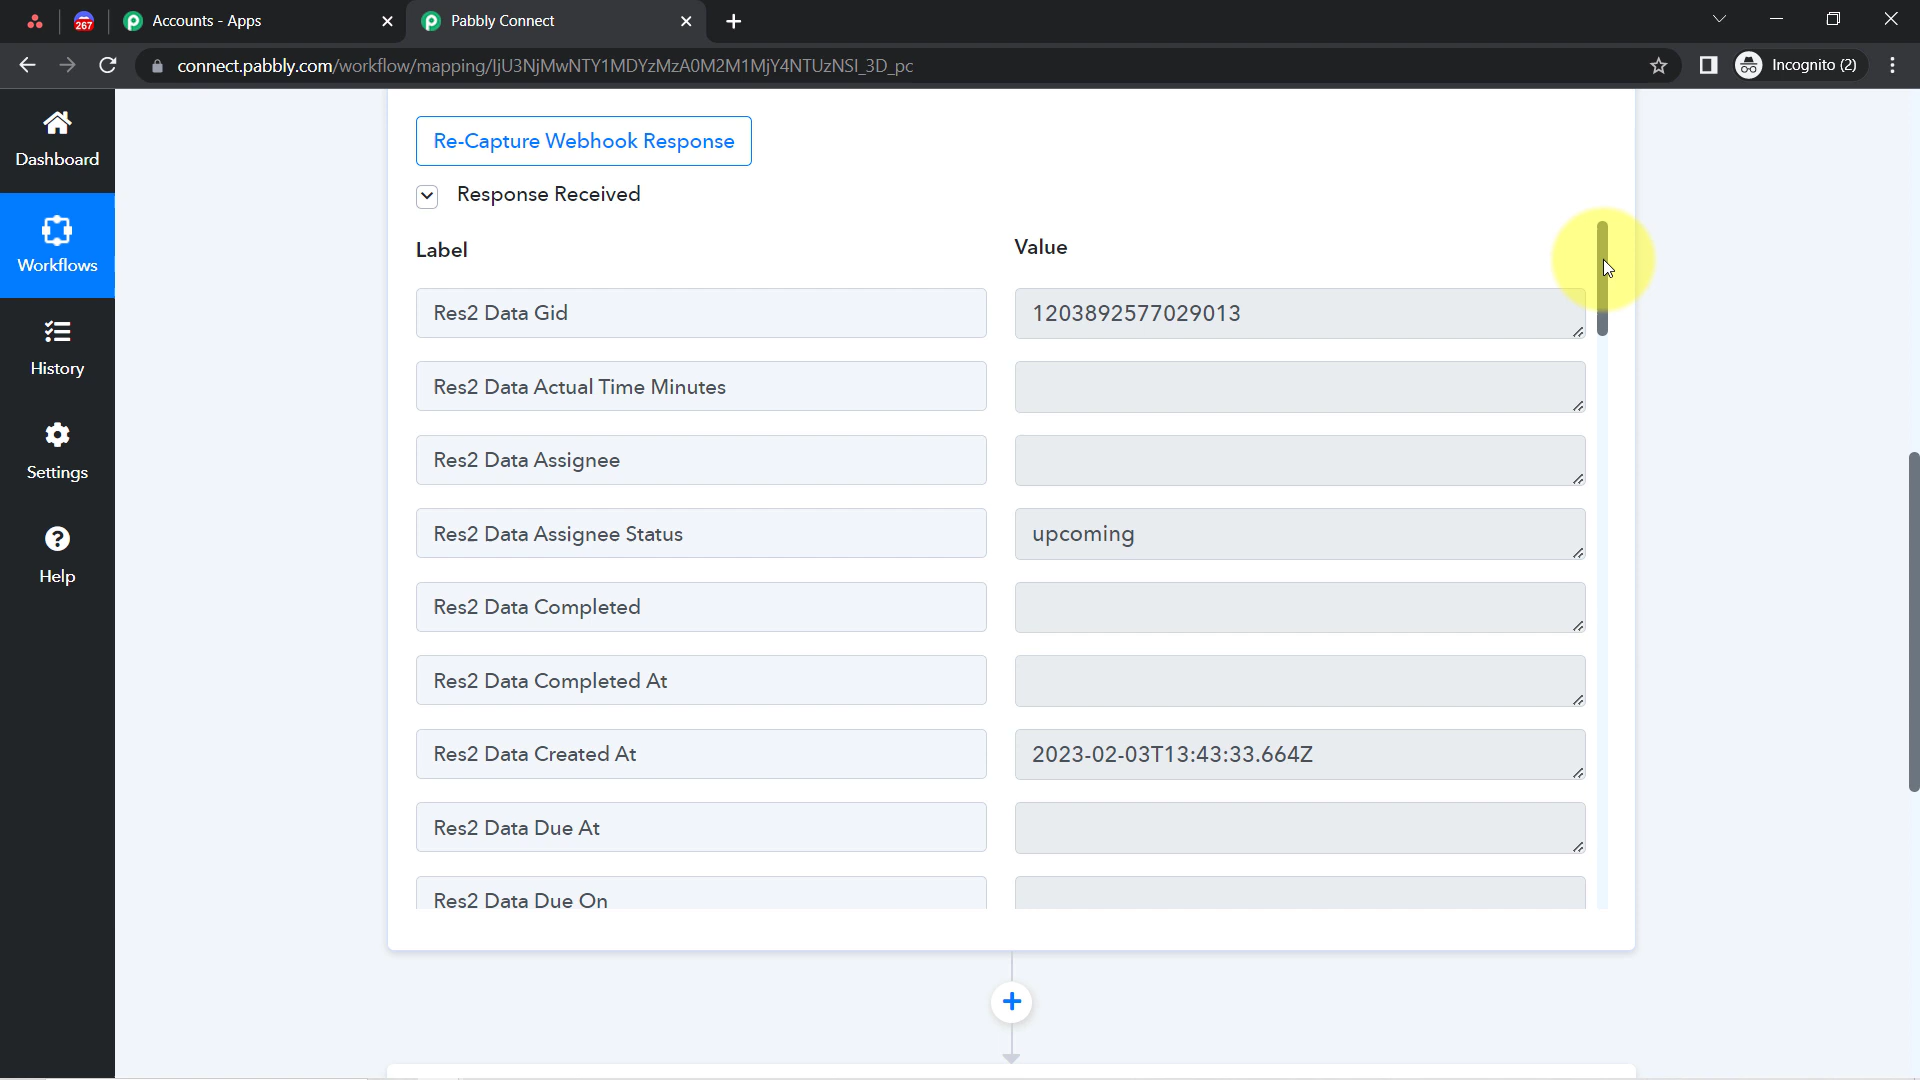 267
Accounts - Apps
Pabbly Connect
connect.pabbly.com/workflow/mapping/IjU3NjMwNTY1MDYzMzA0M2M1MjY4NTUzNSI_3D_pc
Incognito (2)
Dashboard
Workflows
History
Settings
Help
Re-Capture Webhook Response
Response Received
Label Value
Res2 Data Gid 1203892577029013
Res2 Data Actual Time Minutes
Res2 Data Assignee
Res2 Data Assignee Status upcoming
Res2 Data Completed
Res2 Data Completed At
Res2 Data Created At 2023-02-03T13:43:33.664Z
Res2 Data Due At
Res2 Data Due On